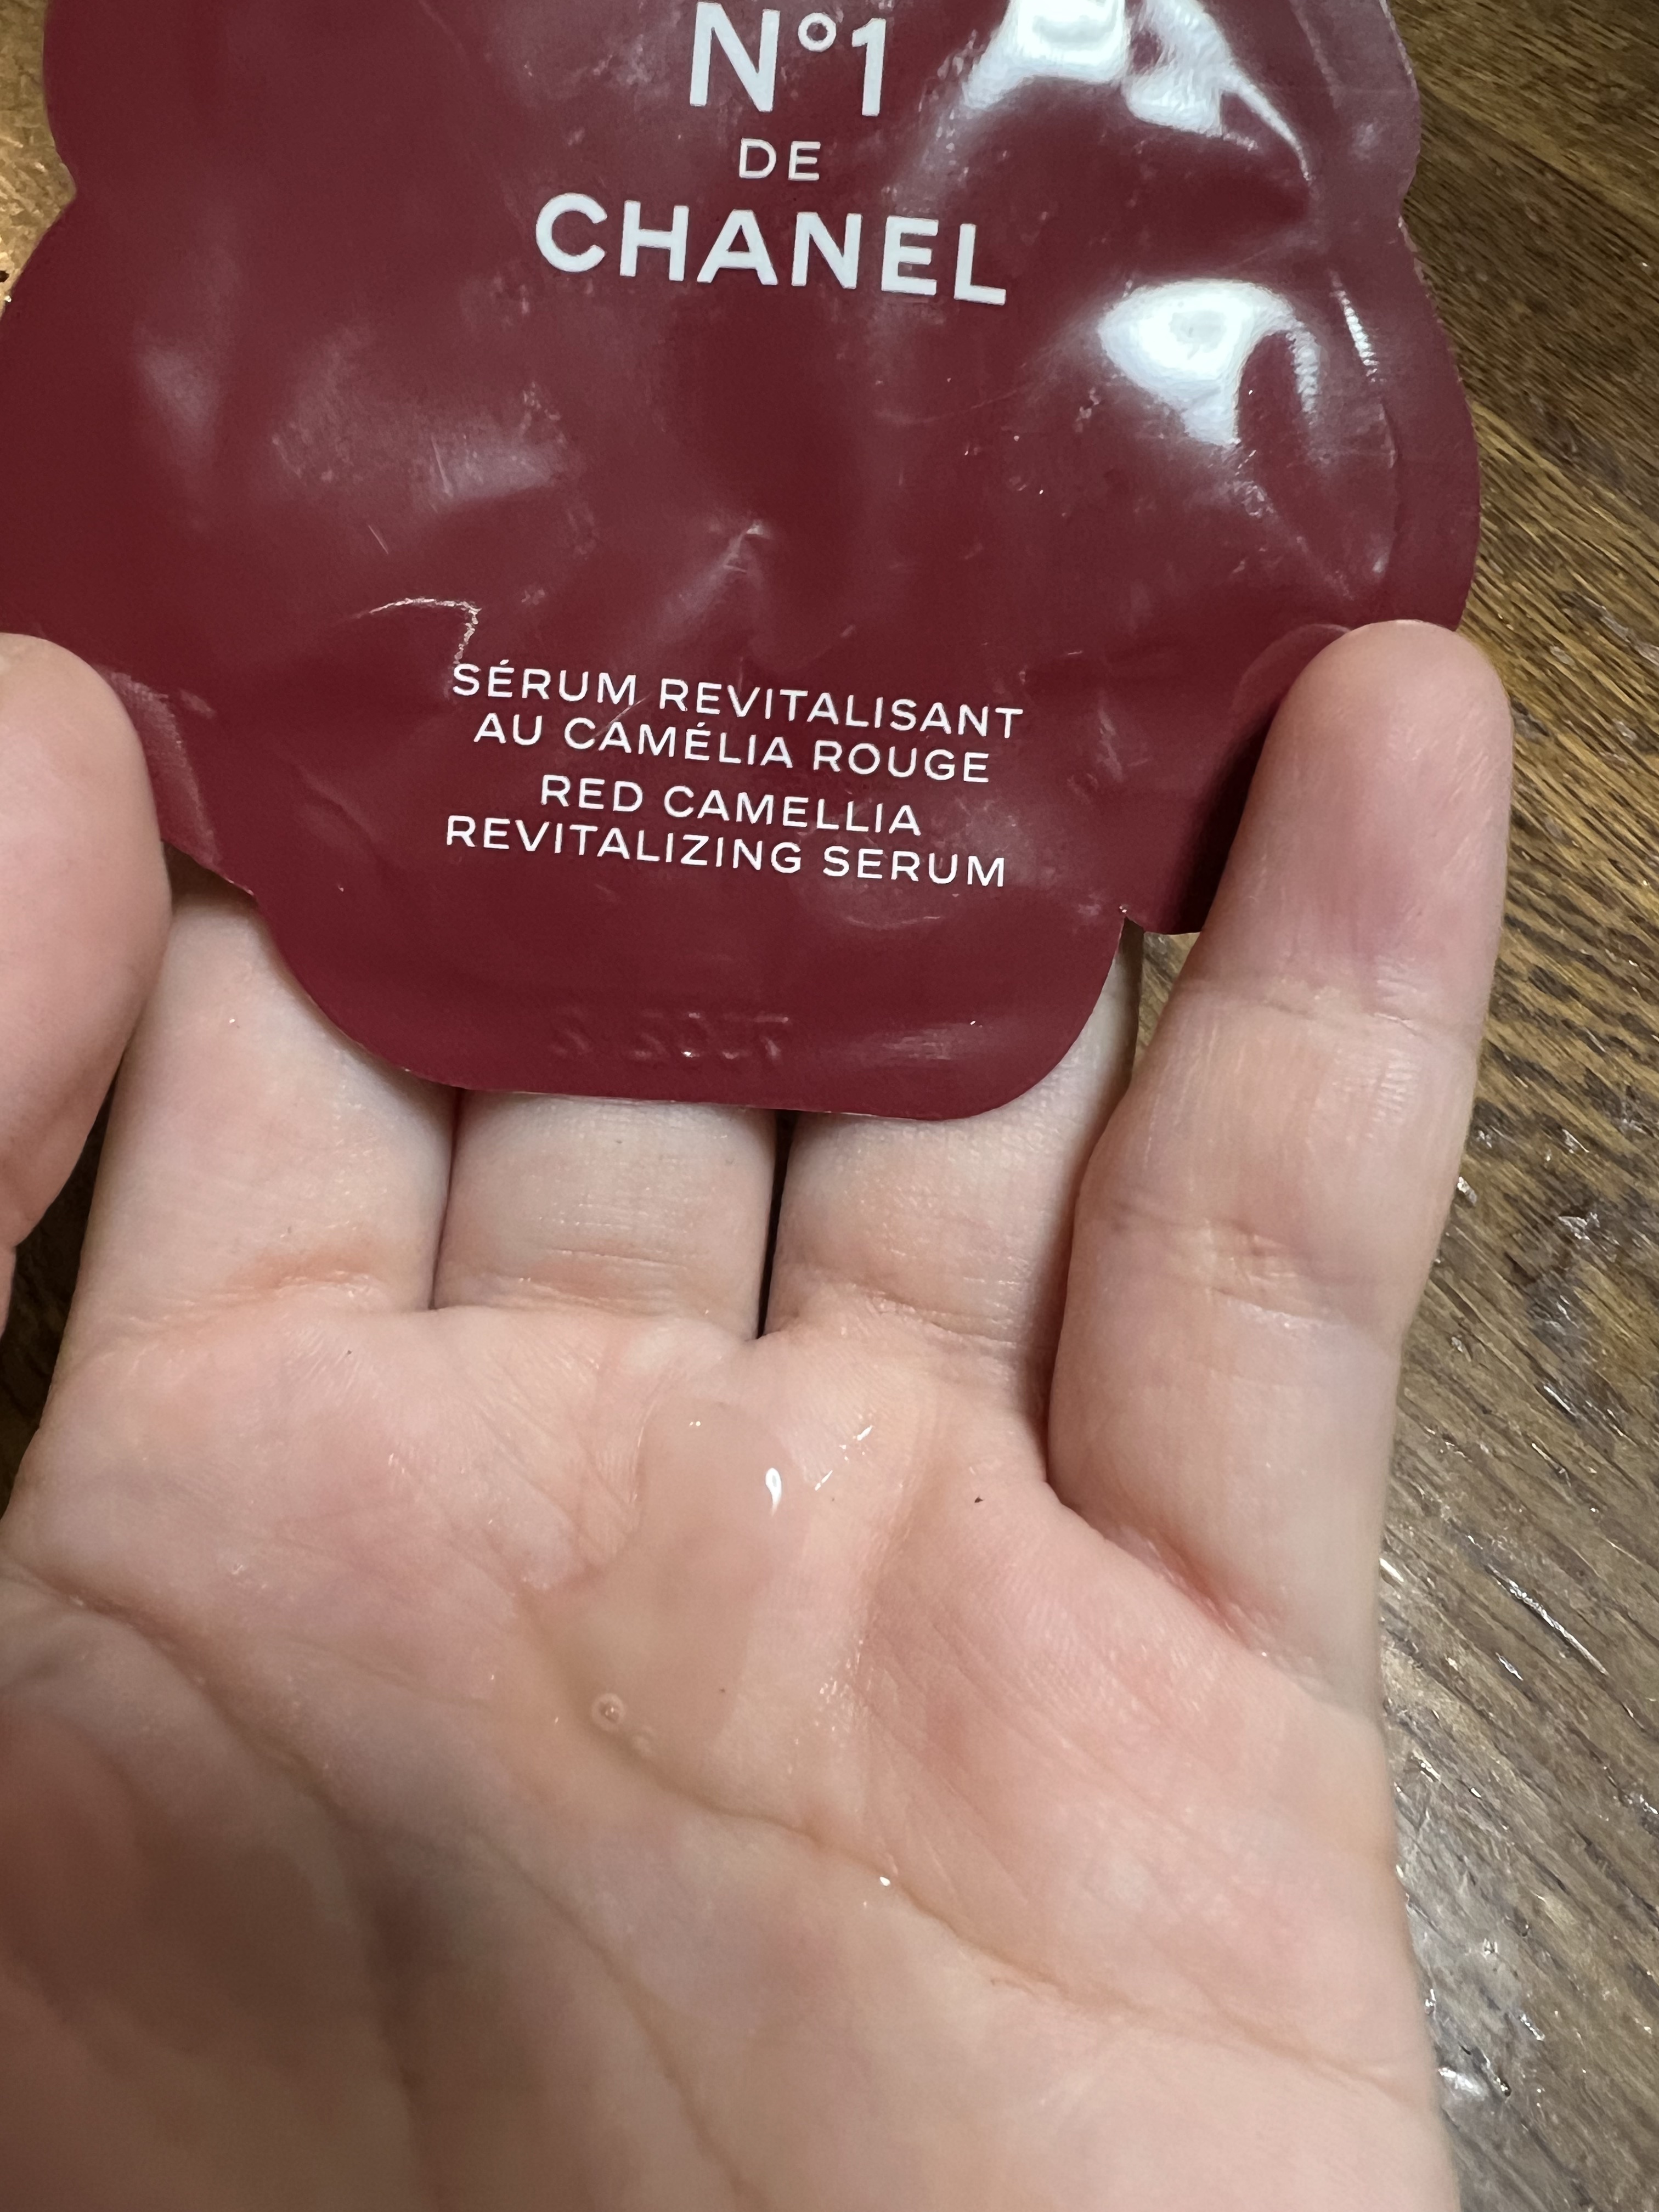 N°1
DE
CHANEL
SÉRUM REVITALISANT
AU CAMÉLIA ROUGE
RED CAMELLIA
REVITALIZING SERUM